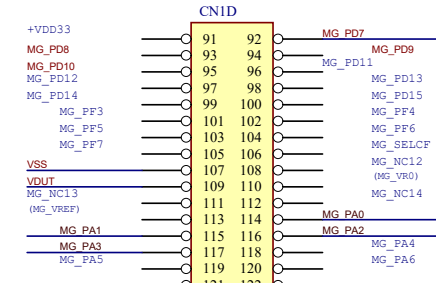 CN1D
+VDD33 91 92 MG_PD7
MG_PD8 93 94 MG_PD9
MG_PD10 95 96 MG_PD11
MG_PD12 97 98 MG_PD13
MG_PD14 99 100 MG_PD15
MG_PF3 101 102 MG_PF4
MG_PF5 103 104 MG_PF6
MG_PF7 105 106 MG_SELCF
VSS 107 108 MG_NC12
(MG_VR0)
VDUT 109 110
MG_NC13 111 112 MG_NC14
(MG_VREF)
113 114 MG_PA0
MG_PA1 115 116 MG_PA2
MG_PA3 117 118 MG_PA4
MG_PA5 119 120 MG_PA6
121 122